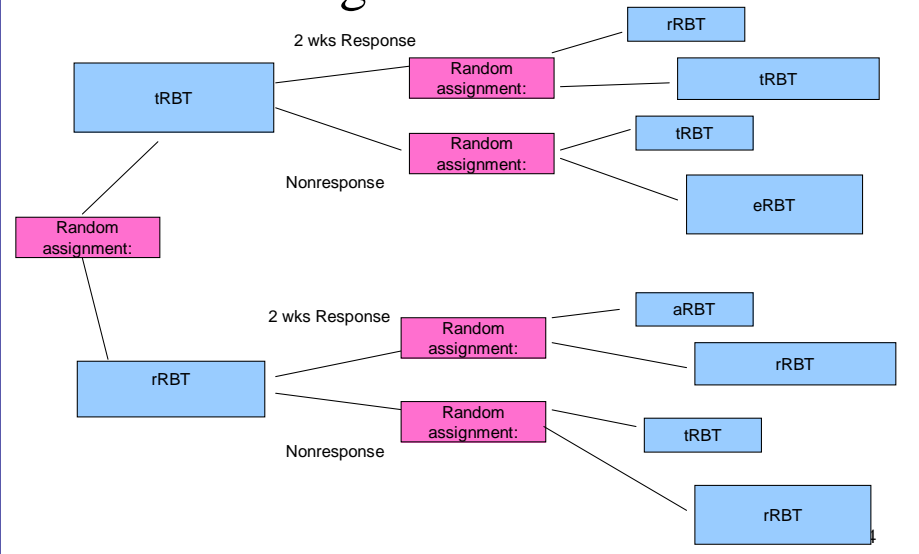 rRBT
2 wks Response
Random
assignment:
tRBT
tRBT
tRBT
Random
assignment:
Nonresponse
eRBT
Random
assignment:
aRBT
2 wks Response
Random
assignment:
rRBT
rRBT
Random
assignment:
tRBT
Nonresponse
rRBT